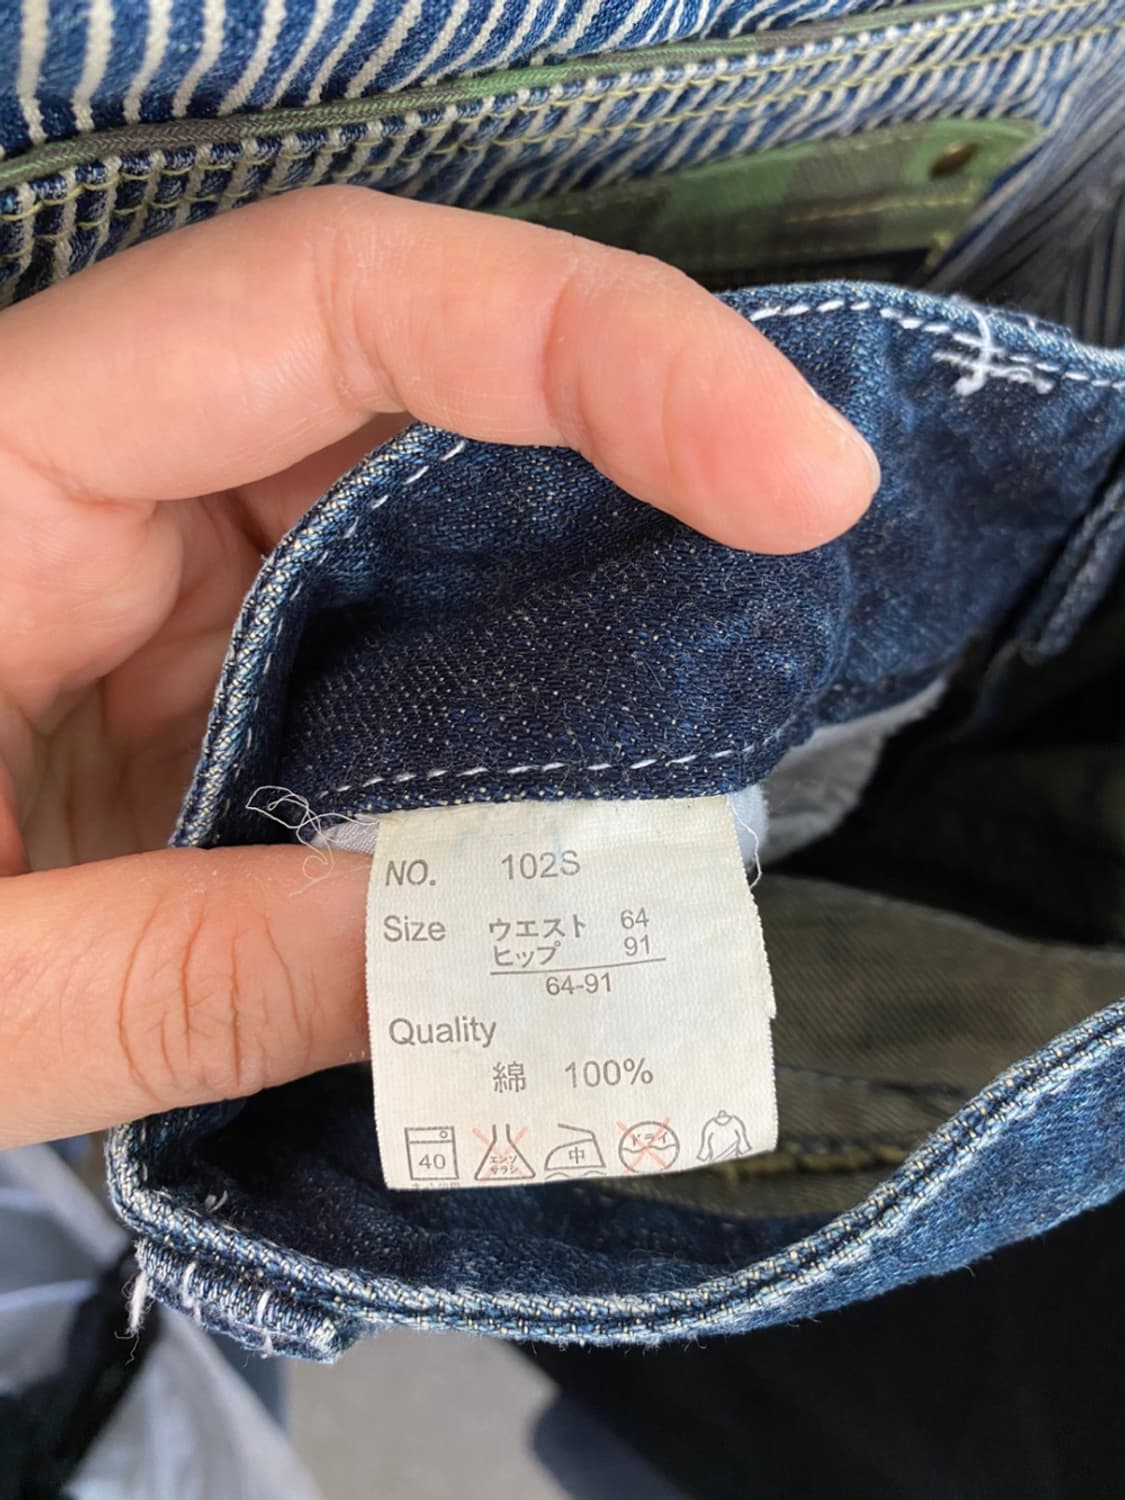 NO. 102S
Size ウエスト 64
ヒップ 91
64-91
Quality
綿 100%
40 エンソ サラシ 中 ドライ